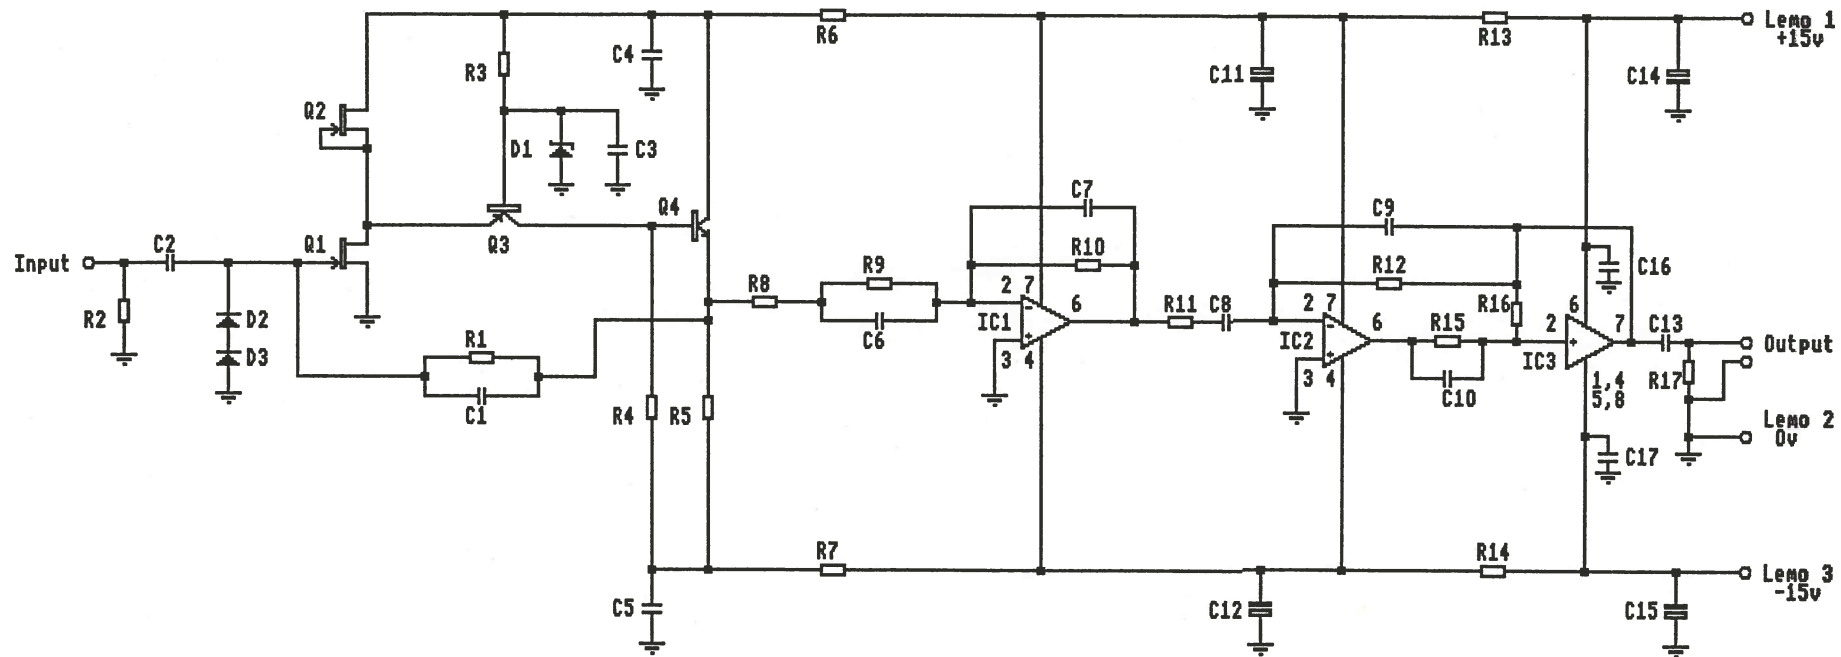 R6
R13
Lemo 1
+15v
C4
R3
C11
C14
Q2
D1
C3
C7
Q4
C9
Q1
Q3
R10
C2
Input
R9
R12
C16
R8
2 7
R16
6
R2
D2
6
R11
C8
2 7
IC1
C6
6
R15
2
7
C13
R1
D3
IC2
IC3
Output
3 4
3 4
1,4
R17
C1
R4
R5
C10
5,8
Lemo 2
0v
C17
R7
R14
Lemo 3
-15v
C5
C12
C15